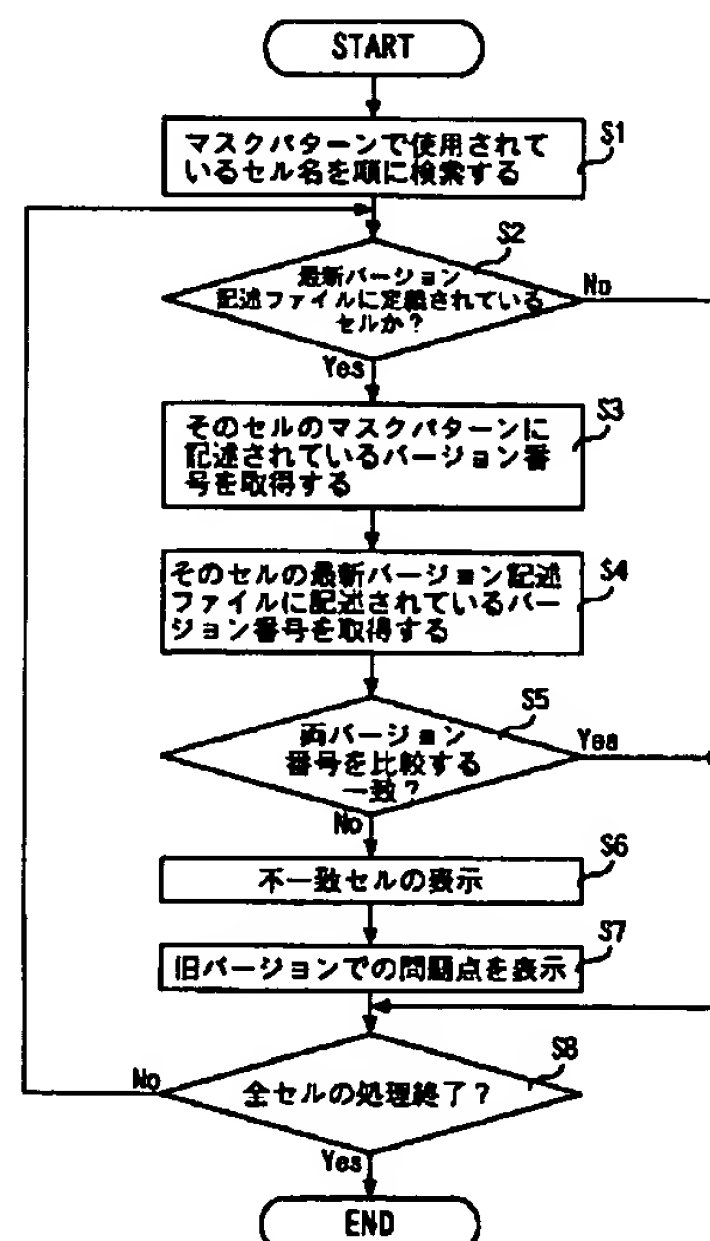 START
マスクパターンで使用されて
いるセル名を順に検索する
S1
S2
最新バージョン
記述ファイルに定義されている
セルか?
No
Yes
そのセルのマスクパターンに
記述されているバージョン番
号を取得する
S3
そのセルの最新バージョン記述
ファイルに記述されているバー
ジョン番号を取得する
S4
S5
両バージョン
番号を比較する
一致?
Yes
No
不一致セルの表示
S6
旧バージョンでの問題点を表示
S7
S8
全セルの処理終了?
No
Yes
END